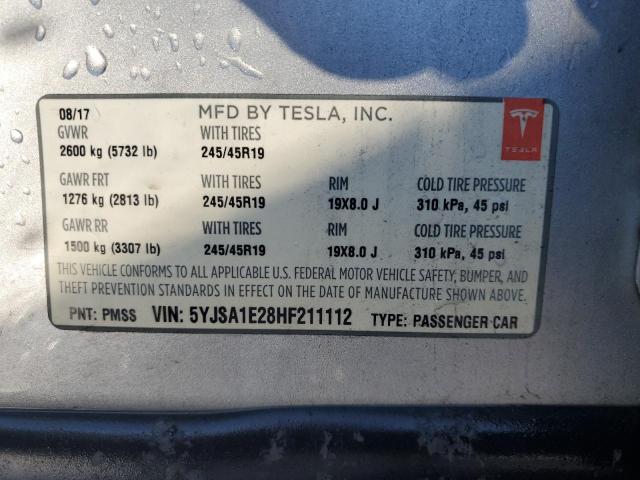 08/17 MFD BY TESLA, INC.
GVWR WITH TIRES
2600 kg (5732 lb) 245/45R19
TESLA
GAWR FRT WITH TIRES RIM COLD TIRE PRESSURE
1276 kg (2813 lb) 245/45R19 19X8.0 J 310 kPa, 45 psi
GAWR RR WITH TIRES RIM COLD TIRE PRESSURE
1500 kg (3307 lb) 245/45R19 19X8.0 J 310 kPa, 45 psi
THIS VEHICLE CONFORMS TO ALL APPLICABLE U.S. FEDERAL MOTOR VEHICLE SAFETY, BUMPER, AND
THEFT PREVENTION STANDARDS IN EFFECT ON THE DATE OF MANUFACTURE SHOWN ABOVE.
PNT: PMSS VIN: 5YJSA1E28HF211112 TYPE: PASSENGER CAR